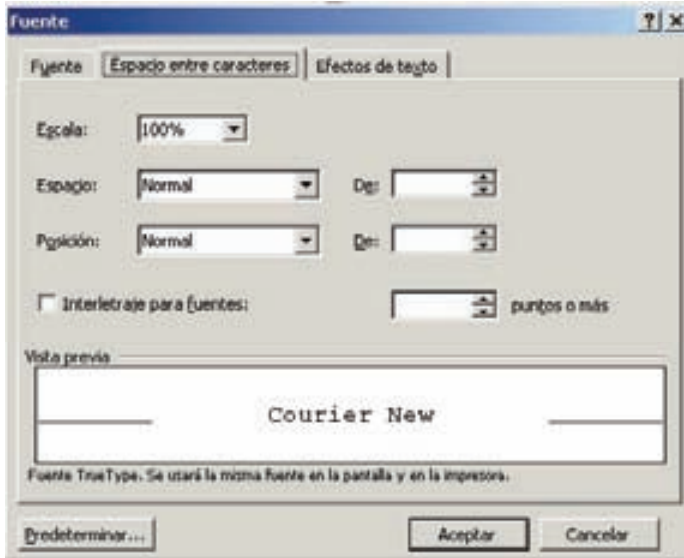 Fuente
Fuente Espacio entre caracteres Efectos de texto
Escala: 100%
Espacio: Normal De:
Posición: Normal De:
Interletraje para fuentes: puntos o más
Vista previa
Courier New
Fuente TrueType. Se usará la misma fuente en la pantalla y en la impresora.
Predeterminar... Aceptar Cancelar